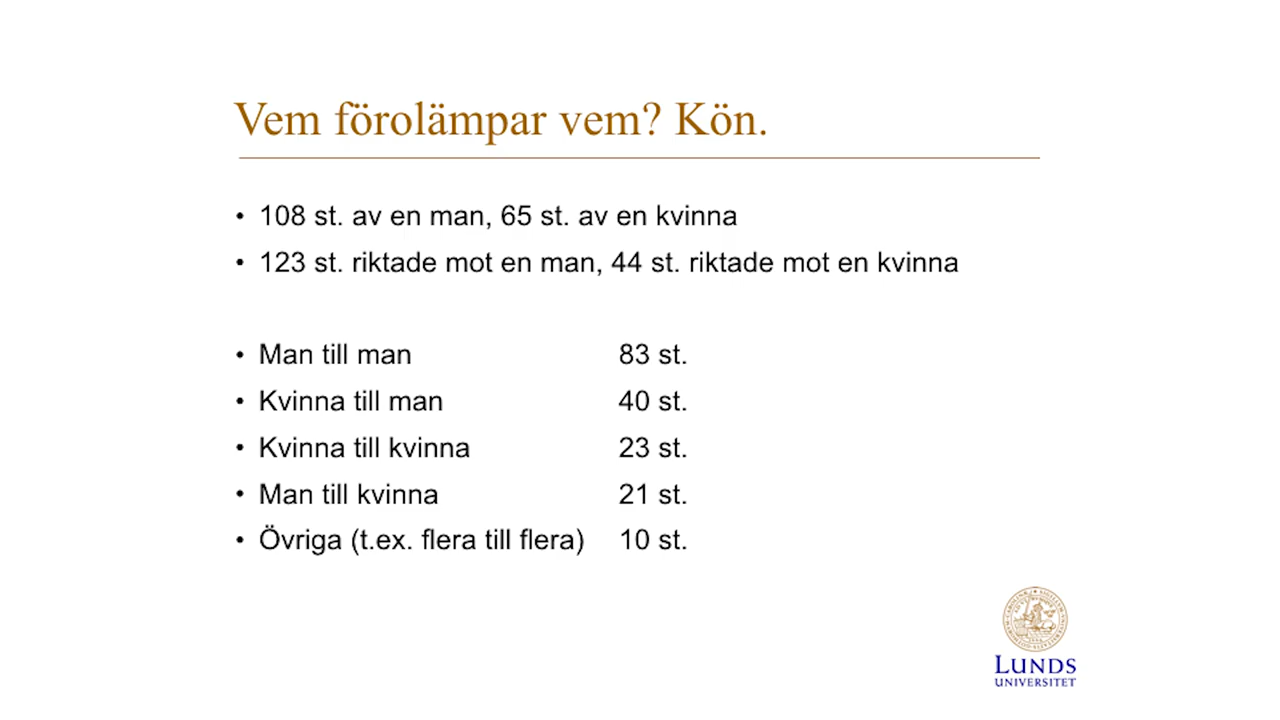 Vem förolämpar vem? Kön.
• 108 st. av en man, 65 st. av en kvinna
• 123 st. riktade mot en man, 44 st. riktade mot en kvinna
• Man till man 83 st.
• Kvinna till man 40 st.
• Kvinna till kvinna 23 st.
• Man till kvinna 21 st.
• Övriga (t.ex. flera till flera) 10 st.
LUNDS
UNIVERSITET